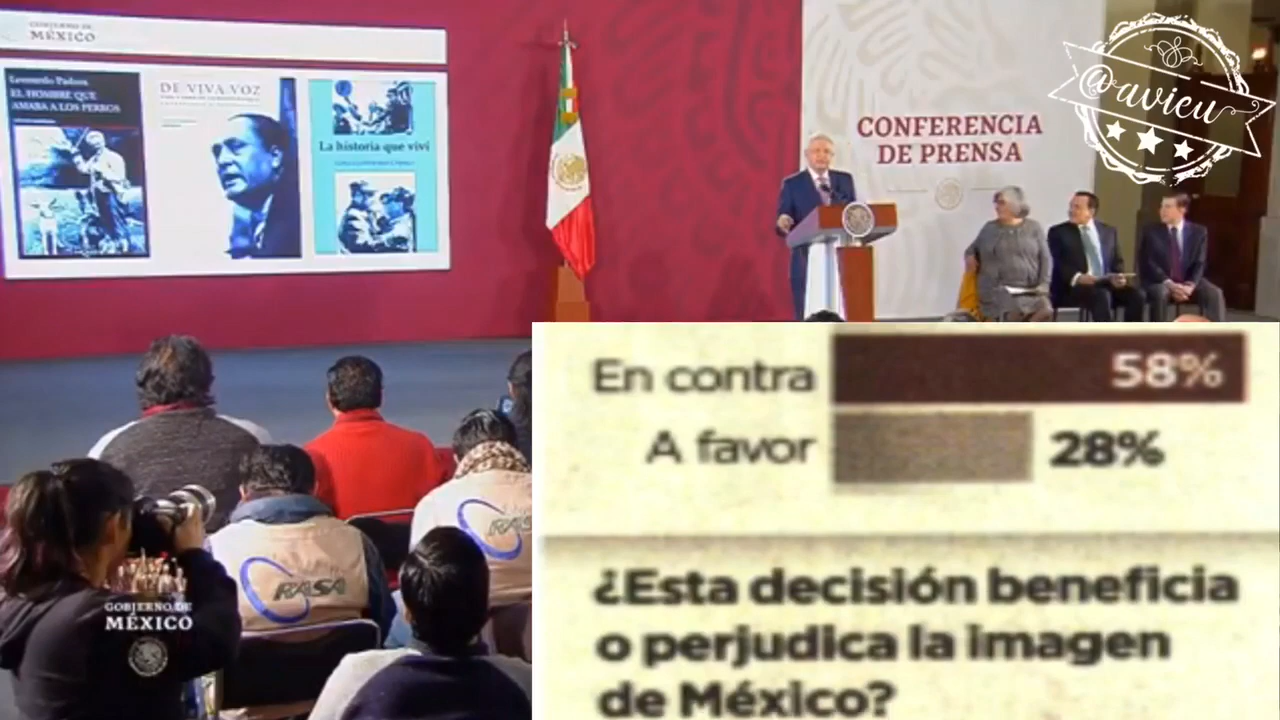 GOBIERNO DE
MÉXICO
Leonardo Padura
EL HOMBRE QUE
AMABA A LOS PERROS
DE VIVA VOZ
La historia que viví
CONFERENCIA
DE PRENSA
@avicu
RASA
RASA
GOBIERNO DE
MÉXICO
En contra 58%
A favor 28%
¿Esta decisión beneficia
o perjudica la imagen
de México?